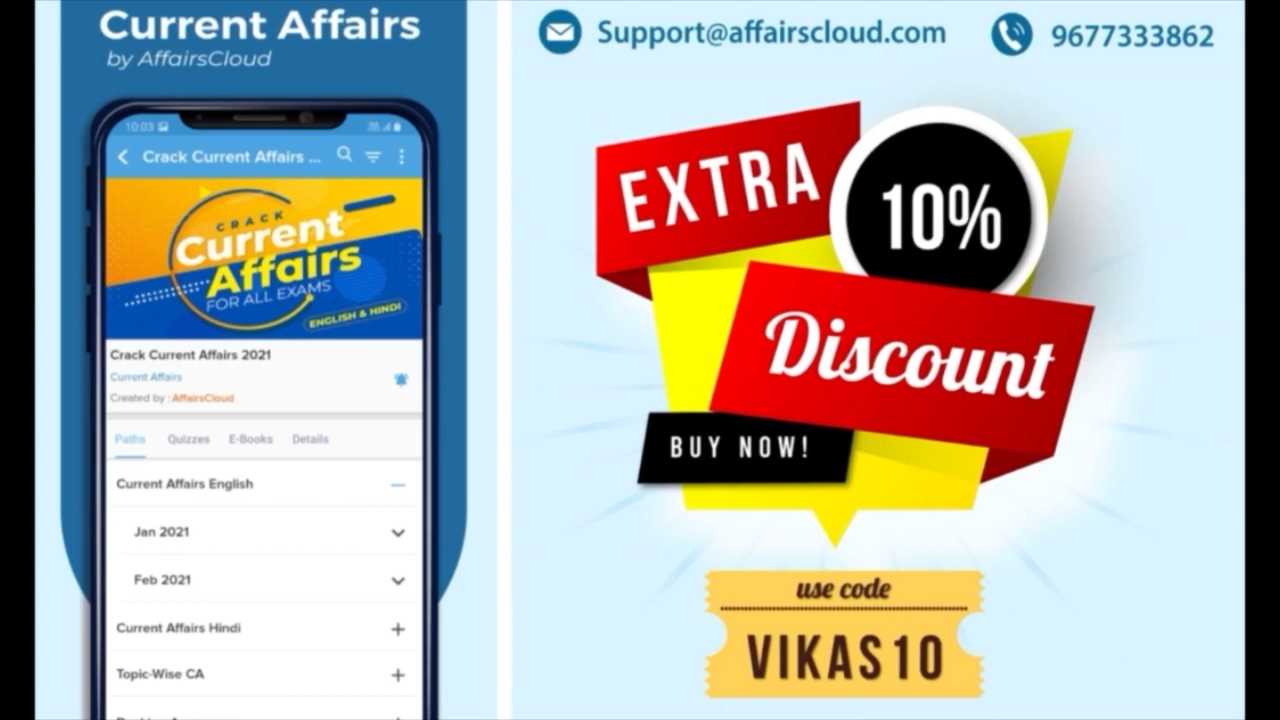 Current Affairs
by AffairsCloud
10:03
Crack Current Affairs ...
CRACK
Current
Affairs
FOR ALL EXAMS
ENGLISH & HINDI
Crack Current Affairs 2021
Current Affairs
Created by : AffairsCloud
Paths Quizzes E-Books Details
Current Affairs English
Jan 2021
Feb 2021
Current Affairs Hindi
Topic-Wise CA
Support@affairscloud.com 9677333862
EXTRA
10%
Discount
BUY NOW!
use code
VIKAS10